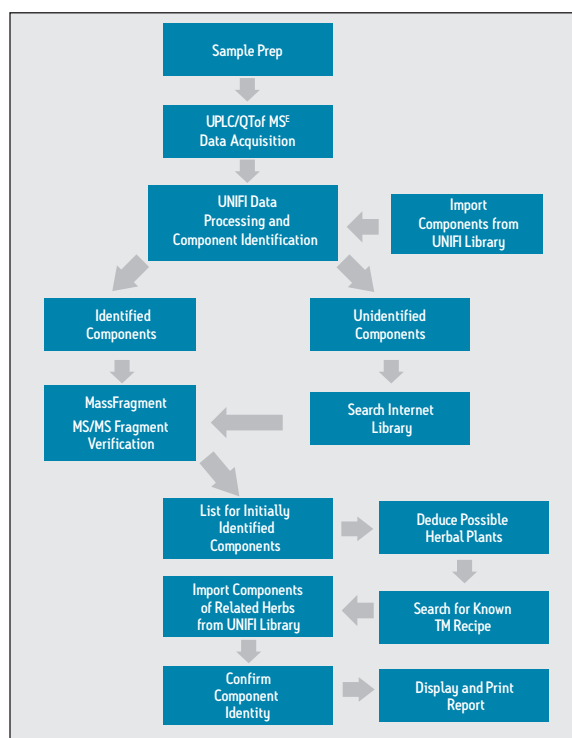 Sample Prep
UPLC/QTof MSᴱ
Data Acquisition
UNIFI Data
Processing and
Component Identification
Import
Components from
UNIFI Library
Identified
Components
Unidentified
Components
MassFragment
MS/MS Fragment
Verification
Search Internet
Library
List for Initially
Identified
Components
Deduce Possible
Herbal Plants
Import Components
of Related Herbs
from UNIFI Library
Search for Known
TM Recipe
Confirm
Component
Identity
Display and Print
Report